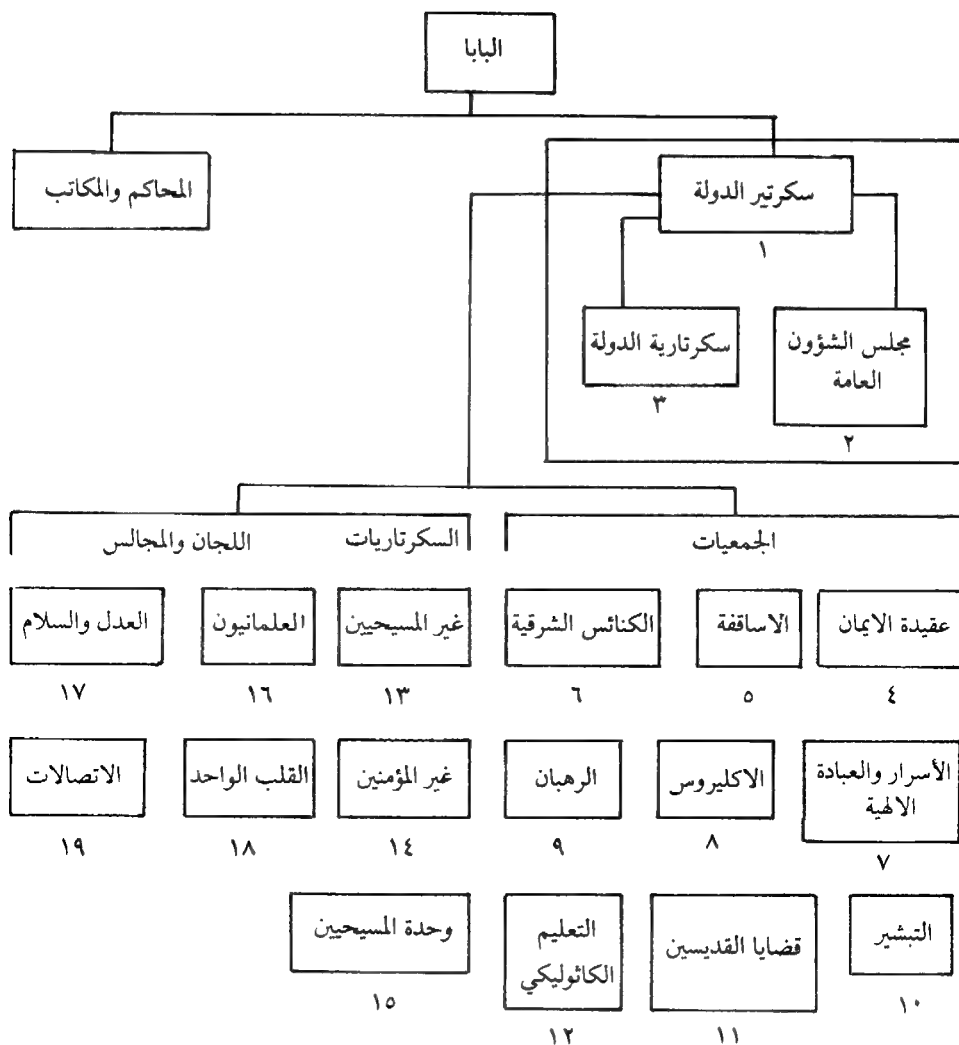 البابا
سكرتير الدولة
١
المحاكم والمكاتب
مجلس الشؤون
العامة
٢
سكرتارية الدولة
٣
الجمعيات
السكرتاريات
اللجان والمجالس
عقيدة الايمان
٤
الاساقفة
٥
الكنائس الشرقية
٦
غير المسيحيين
١٣
العلمانيون
١٦
العدل والسلام
١٧
الأسرار والعبادة
الالهية
٧
الاكليروس
٨
الرهبان
٩
غير المؤمنين
١٤
القلب الواحد
١٨
الاتصالات
١٩
التبشير
١٠
قضايا القديسين
١١
التعليم
الكاثوليكي
١٢
وحدة المسيحيين
١٥